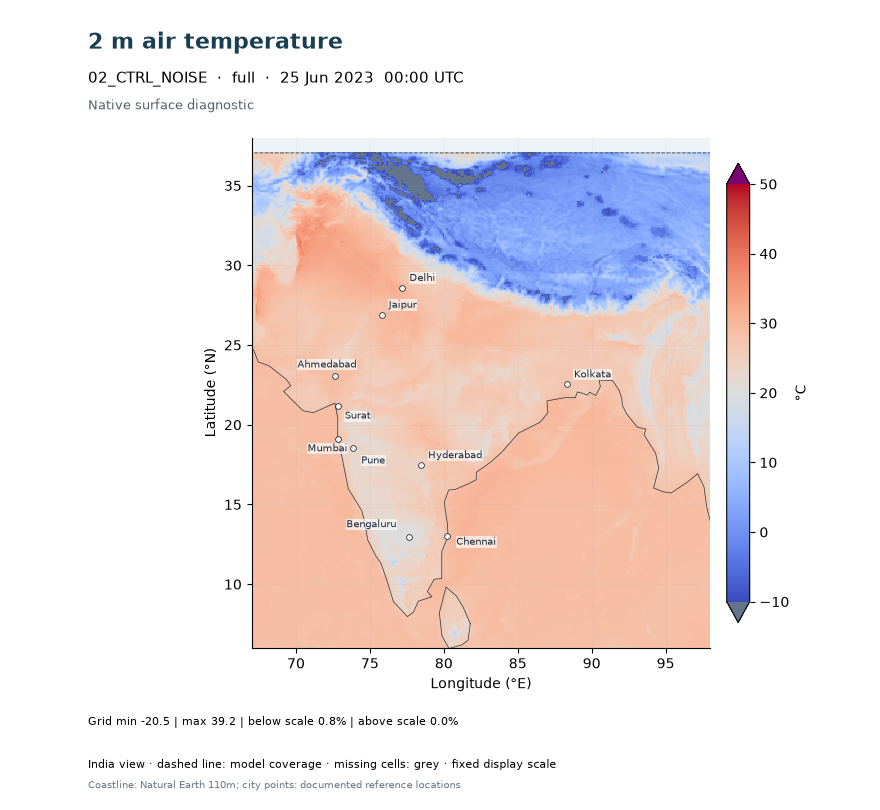 2 m air temperature
02_CTRL_NOISE · full · 25 Jun 2023 00:00 UTC
Native surface diagnostic
35
30
25
20
15
10
Latitude (°N)
70
75
80
85
90
95
Longitude (°E)
Delhi
Jaipur
Ahmedabad
Kolkata
Surat
Mumbai
Pune
Hyderabad
Bengaluru
Chennai
50
40
30
20
10
0
−10
°C
Grid min -20.5 | max 39.2 | below scale 0.8% | above scale 0.0%
India view · dashed line: model coverage · missing cells: grey · fixed display scale
Coastline: Natural Earth 110m; city points: documented reference locations